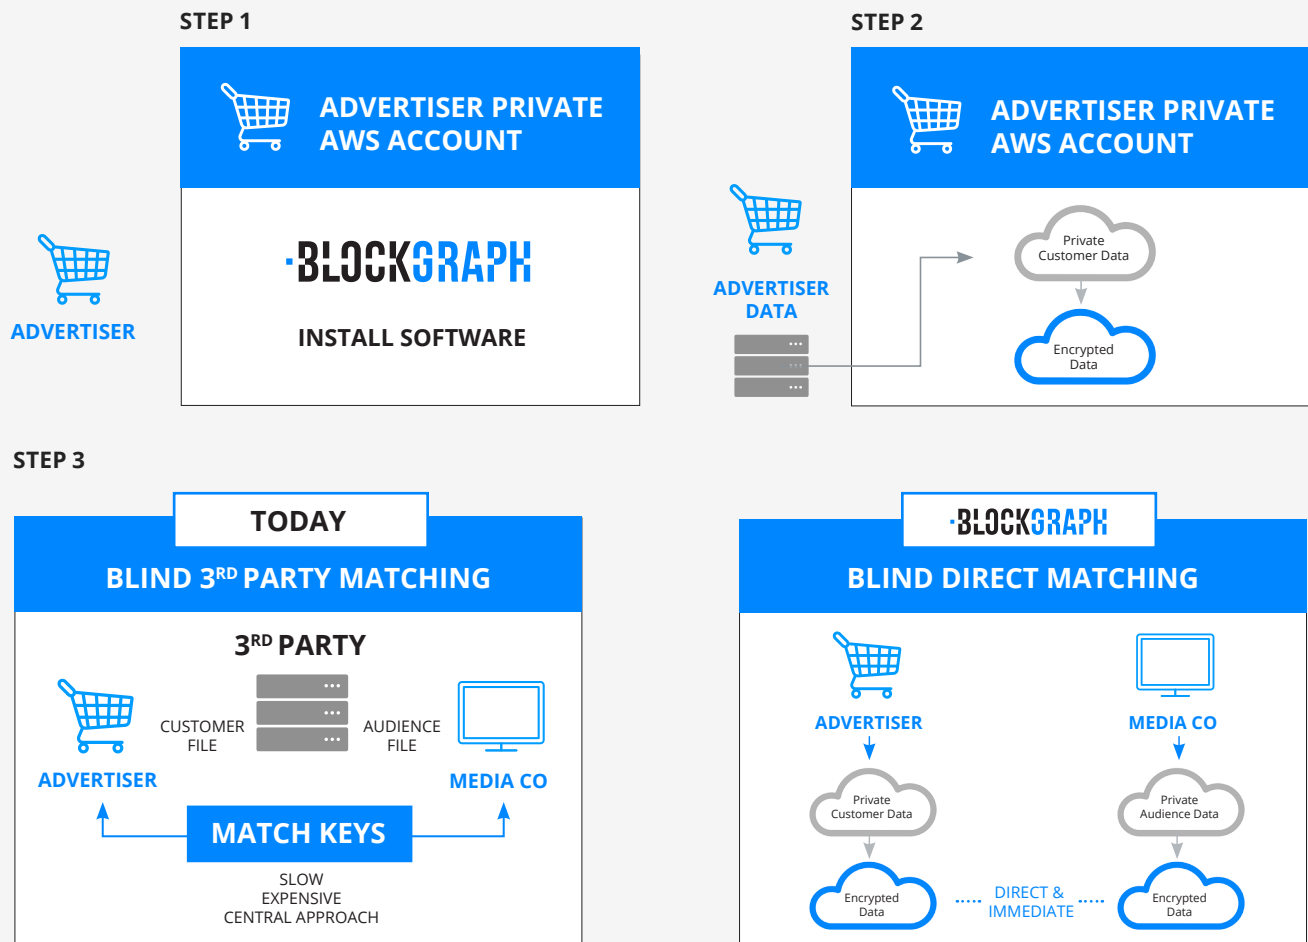 STEP 1
ADVERTISER PRIVATE
AWS ACCOUNT
ADVERTISER
BLOCKGRAPH
INSTALL SOFTWARE
STEP 2
ADVERTISER PRIVATE
AWS ACCOUNT
ADVERTISER
DATA
Private
Customer Data
Encrypted
Data
STEP 3
TODAY
BLIND 3RD PARTY MATCHING
3RD PARTY
CUSTOMER
FILE
AUDIENCE
FILE
ADVERTISER
MEDIA CO
MATCH KEYS
SLOW
EXPENSIVE
CENTRAL APPROACH
BLOCKGRAPH
BLIND DIRECT MATCHING
ADVERTISER
MEDIA CO
Private
Customer Data
Private
Audience Data
Encrypted
Data
DIRECT &
IMMEDIATE
Encrypted
Data